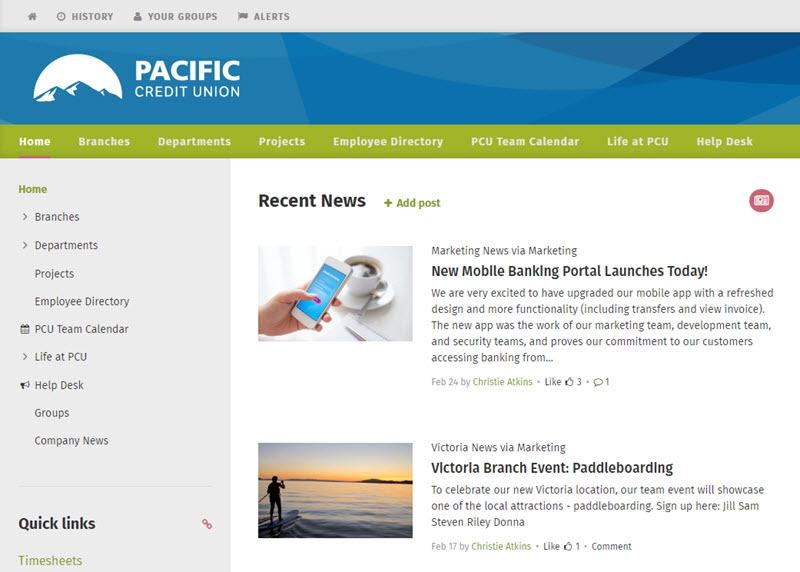 HISTORY YOUR GROUPS ALERTS
PACIFIC
CREDIT UNION
Home Branches Departments Projects Employee Directory PCU Team Calendar Life at PCU Help Desk
Home
Branches
Departments
Projects
Employee Directory
PCU Team Calendar
Life at PCU
Help Desk
Groups
Company News
Quick links
Timesheets
Recent News + Add post
Marketing News via Marketing
New Mobile Banking Portal Launches Today!
We are very excited to have upgraded our mobile app with a refreshed
design and more functionality (including transfers and view invoice).
The new app was the work of our marketing team, development team,
and security teams, and proves our commitment to our customers
accessing banking from...
Feb 24 by Christie Atkins • Like 3 • 1
Victoria News via Marketing
Victoria Branch Event: Paddleboarding
To celebrate our new Victoria location, our team event will showcase
one of the local attractions - paddleboarding. Sign up here: Jill Sam
Steven Riley Donna
Feb 17 by Christie Atkins • Like 1 • Comment